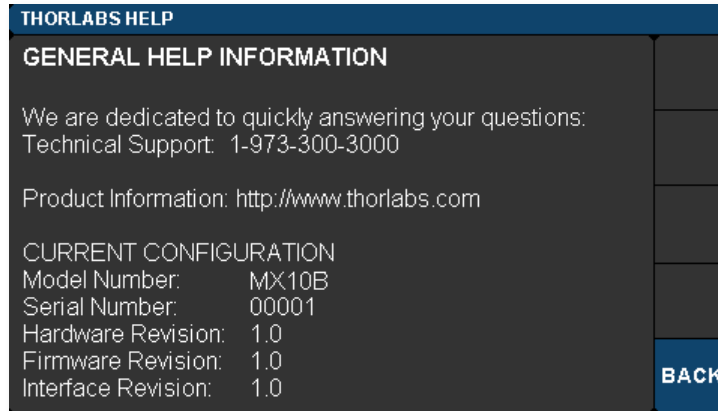 THORLABS HELP
GENERAL HELP INFORMATION
We are dedicated to quickly answering your questions:
Technical Support: 1-973-300-3000
Product Information: http://www.thorlabs.com
CURRENT CONFIGURATION
Model Number: MX10B
Serial Number: 00001
Hardware Revision: 1.0
Firmware Revision: 1.0
Interface Revision: 1.0
BACK